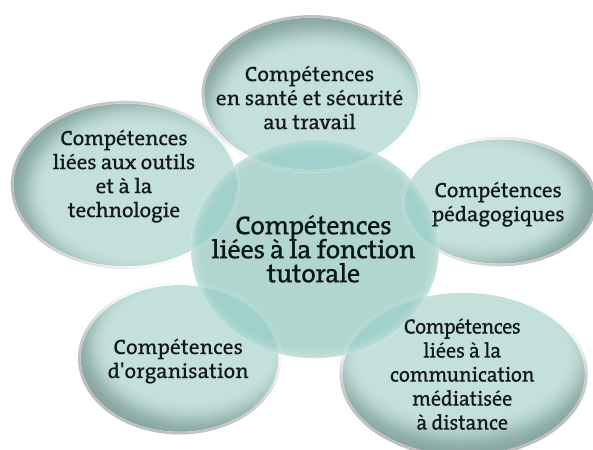 Compétences
en santé et sécurité
au travail
Compétences
liées aux outils
et à la
technologie
Compétences
pédagogiques
Compétences
liées à la fonction
tutorale
Compétences
d'organisation
Compétences
liées à la
communication
médiatisée
à distance